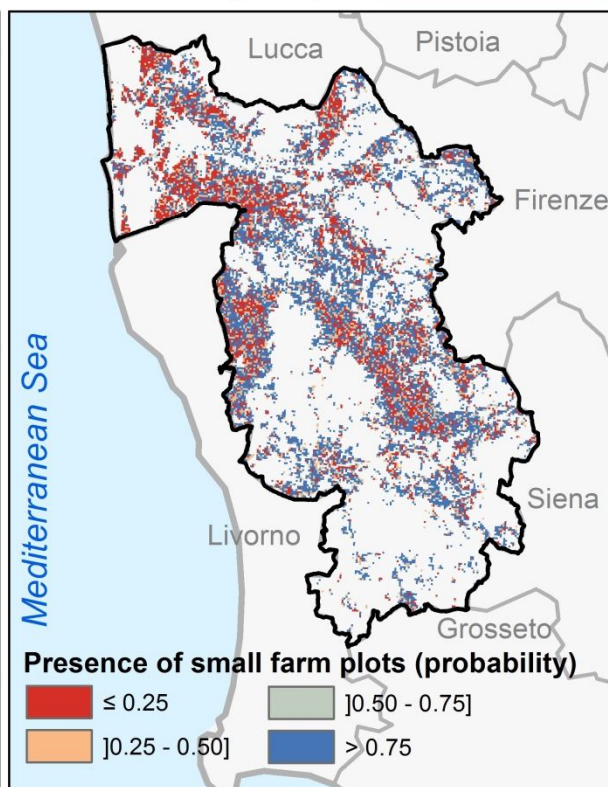 Lucca
Pistoia
Firenze
Mediterranean Sea
Siena
Livorno
Grosseto
Presence of small farm plots (probability)
≤ 0.25
]0.50 - 0.75]
]0.25 - 0.50]
> 0.75